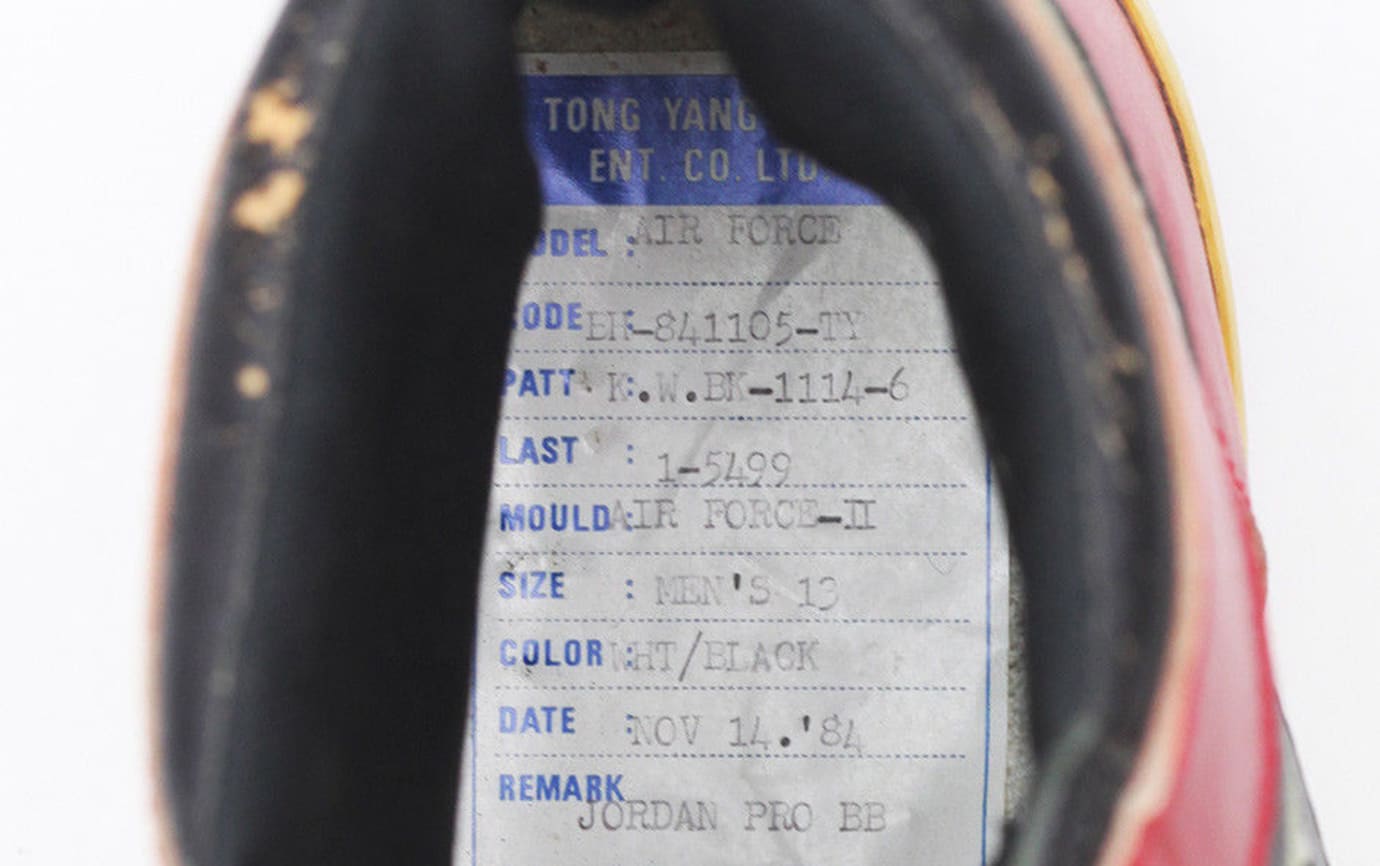 TONG YANG
ENT. CO. LTD.
MODEL : AIR FORCE
CODE : BK-841105-TY
PATT : K.W.BK-1114-6
LAST : 1-5499
MOULD : AIR FORCE-II
SIZE : MEN'S 13
COLOR : WHT/BLACK
DATE : NOV 14.'84
REMARK
JORDAN PRO BB